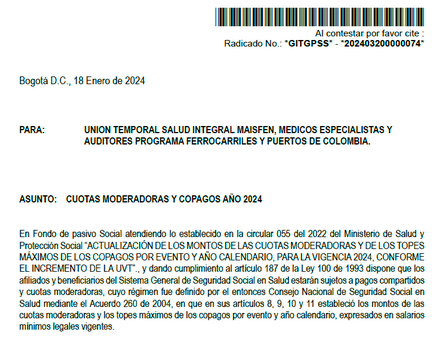 Al contestar por favor cite :
Radicado No.: *GITGPSS* - *202403200000074*
Bogotá D.C., 18 Enero de 2024
PARA: UNION TEMPORAL SALUD INTEGRAL MAISFEN, MEDICOS ESPECIALISTAS Y
AUDITORES PROGRAMA FERROCARRILES Y PUERTOS DE COLOMBIA.
ASUNTO: CUOTAS MODERADORAS Y COPAGOS AÑO 2024
En Fondo de pasivo Social atendiendo lo establecido en la circular 055 del 2022 del Ministerio de Salud y
Protección Social "ACTUALIZACIÓN DE LOS MONTOS DE LAS CUOTAS MODERADORAS Y DE LOS TOPES
MÁXIMOS DE LOS COPAGOS POR EVENTO Y AÑO CALENDARIO, PARA LA VIGENCIA 2024, CONFORME
EL INCREMENTO DE LA UVT"., y dando cumplimiento al artículo 187 de la Ley 100 de 1993 dispone que los
afiliados y beneficiarios del Sistema General de Seguridad Social en Salud estarán sujetos a pagos compartidos
y cuotas moderadoras, cuyo régimen fue definido por el entonces Consejo Nacional de Seguridad Social en
Salud mediante el Acuerdo 260 de 2004, en que en sus artículos 8, 9, 10 y 11 estableció los montos de las
cuotas moderadoras y los topes máximos de los copagos por evento y año calendario, expresados en salarios
mínimos legales vigentes.